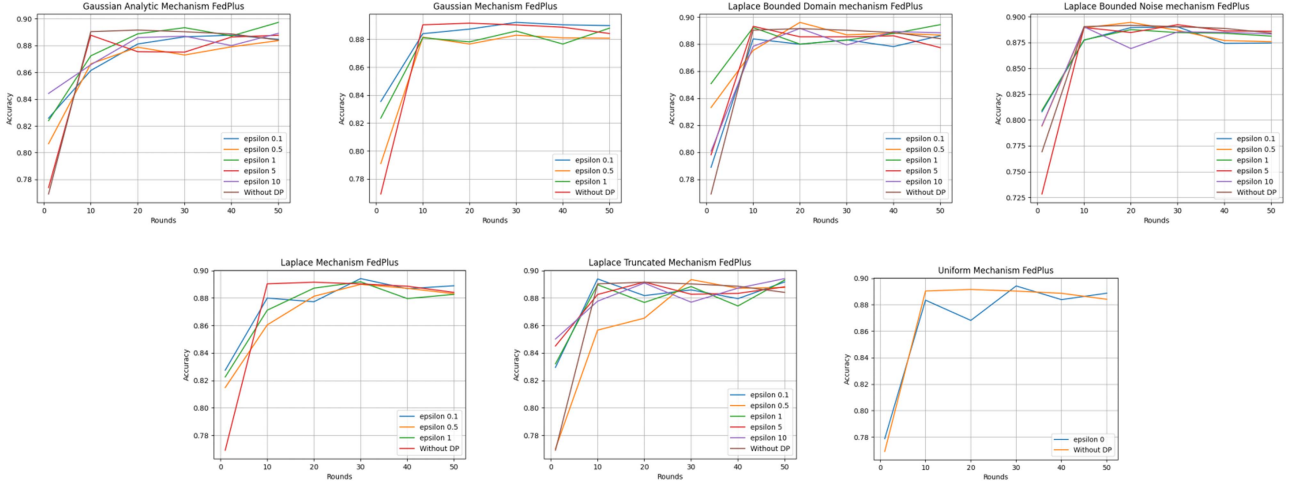 Gaussian Analytic Mechanism FedPlus
Accuracy
0.90
0.88
0.86
0.84
0.82
0.80
0.78
0
10
20
30
40
50
Rounds
epsilon 0.1
epsilon 0.5
epsilon 1
epsilon 5
epsilon 10
Without DP
Gaussian Mechanism FedPlus
Accuracy
0.88
0.86
0.84
0.82
0.80
0.78
0
10
20
30
40
50
Rounds
epsilon 0.1
epsilon 0.5
epsilon 1
Without DP
Laplace Bounded Domain mechanism FedPlus
Accuracy
0.90
0.88
0.86
0.84
0.82
0.80
0.78
0
10
20
30
40
50
Rounds
epsilon 0.1
epsilon 0.5
epsilon 1
epsilon 5
epsilon 10
Without DP
Laplace Bounded Noise mechanism FedPlus
Accuracy
0.900
0.875
0.850
0.825
0.800
0.775
0.750
0.725
0
10
20
30
40
50
Rounds
epsilon 0.1
epsilon 0.5
epsilon 1
epsilon 5
epsilon 10
Without DP
Laplace Mechanism FedPlus
Accuracy
0.90
0.88
0.86
0.84
0.82
0.80
0.78
0
10
20
30
40
50
Rounds
epsilon 0.1
epsilon 0.5
epsilon 1
Without DP
Laplace Truncated Mechanism FedPlus
Accuracy
0.90
0.88
0.86
0.84
0.82
0.80
0.78
0
10
20
30
40
50
Rounds
epsilon 0.1
epsilon 0.5
epsilon 1
epsilon 5
epsilon 10
Without DP
Uniform Mechanism FedPlus
Accuracy
0.90
0.88
0.86
0.84
0.82
0.80
0.78
0
10
20
30
40
50
Rounds
epsilon 0
Without DP